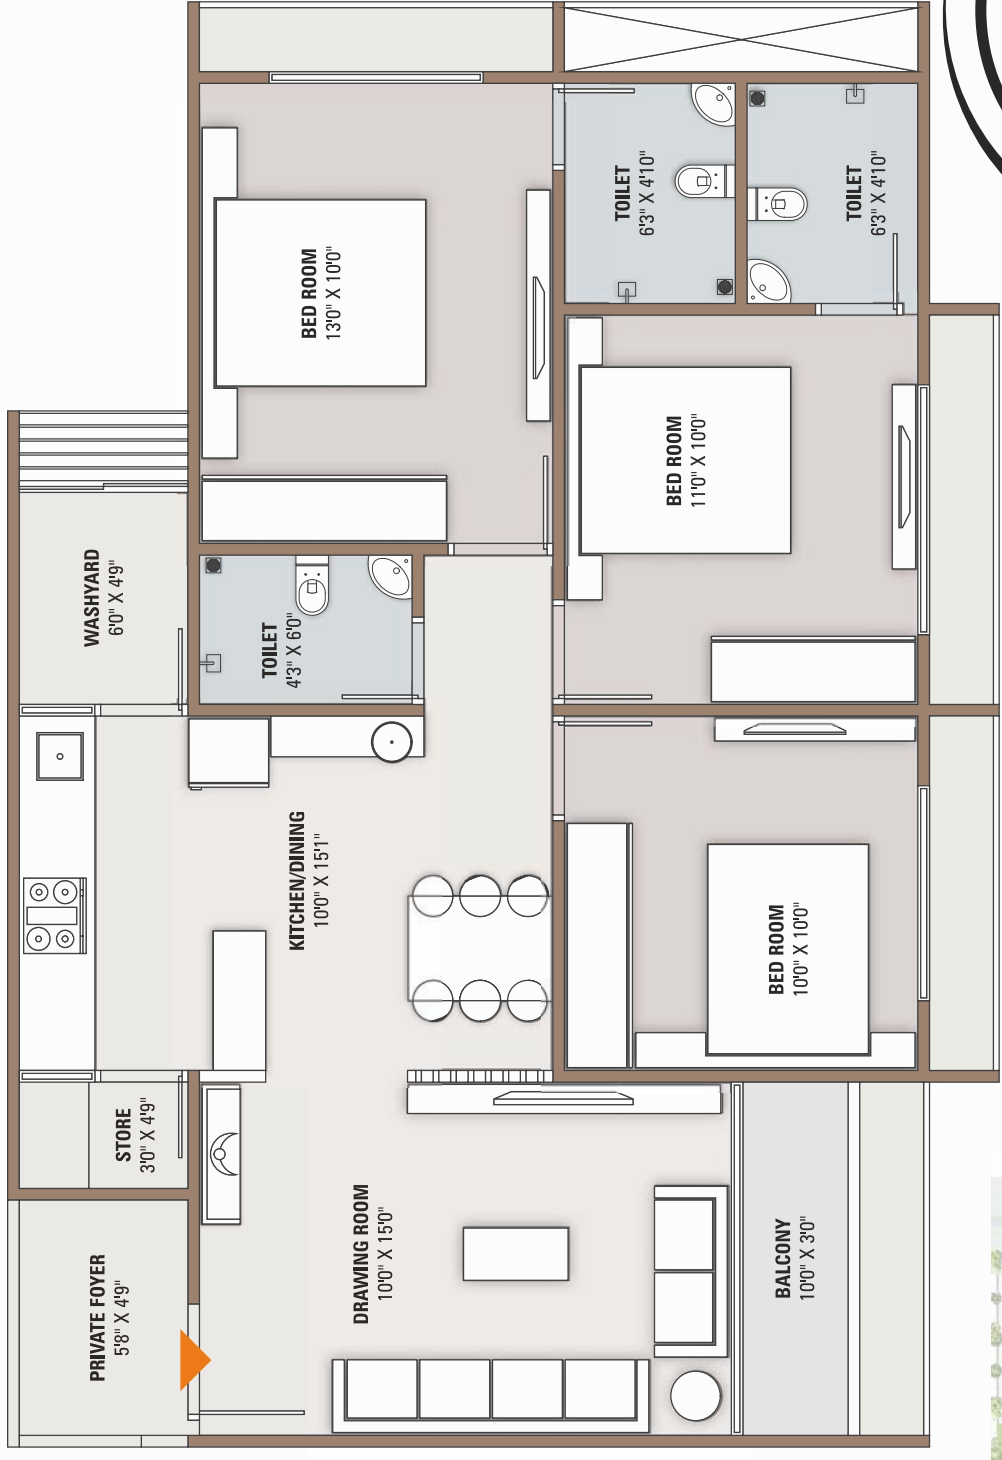 BED ROOM
13'0" X 10'0"
TOILET
6'3" X 4'10"
TOILET
6'3" X 4'10"
BED ROOM
11'0" X 10'0"
WASHYARD
6'0" X 4'9"
TOILET
4'3" X 6'0"
KITCHEN/DINING
10'0" X 15'1"
BED ROOM
10'0" X 10'0"
STORE
3'0" X 4'9"
DRAWING ROOM
10'0" X 15'0"
BALCONY
10'0" X 3'0"
PRIVATE FOYER
5'8" X 4'9"